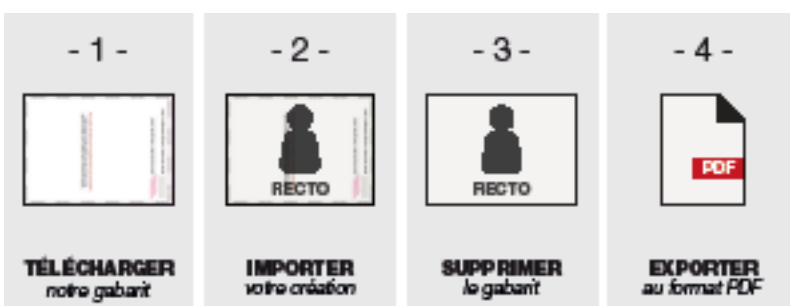 - 1 -
TÉLÉCHARGER
notre gabarit
- 2 -
RECTO
IMPORTER
votre création
- 3 -
RECTO
SUPPRIMER
le gabarit
- 4 -
PDF
EXPORTER
au format PDF